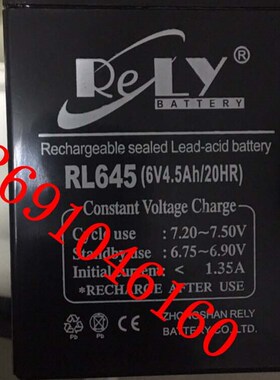 ReLY®
BATTERY
Rechargeable sealed Lead-acid battery
RL645 (6V4.5Ah/20HR)
Constant Voltage Charge
Cycle use : 7.20~7.50V
Standby use : 6.75~6.90V
Initial current : < 1.35A
*RECHARGE AFTER USE
ZHONGSHAN RELY
BATTERY CO.,LTD.
Pb
Pb